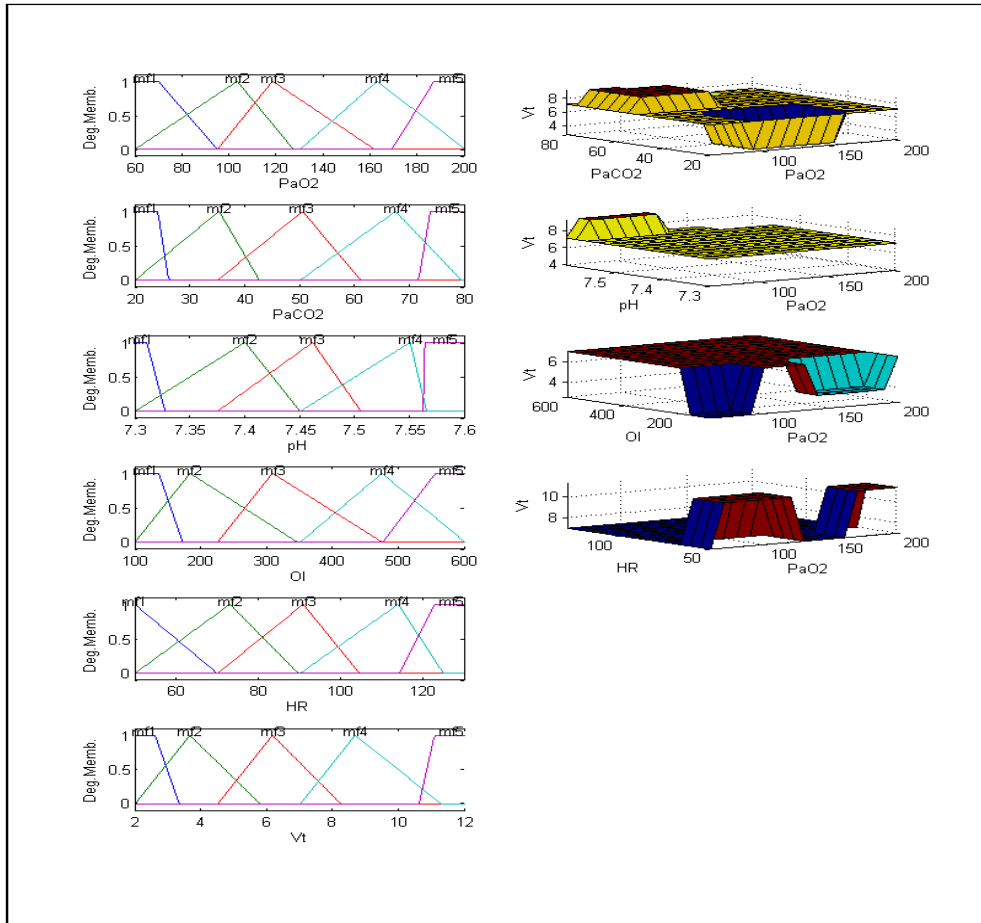 mf1 mf2 mf3 mf4 mf5
1
0.5
0
Deg.Memb.
60 80 100 120 140 160 180 200
PaO2
mf1 mf2 mf3 mf4 mf5
1
0.5
0
Deg.Memb.
20 30 40 50 60 70 80
PaCO2
mf1 mf2 mf3 mf4 mf5
1
0.5
0
Deg.Memb.
7.3 7.35 7.4 7.45 7.5 7.55 7.6
pH
mf1 mf2 mf3 mf4 mf5
1
0.5
0
Deg.Memb.
100 200 300 400 500 600
OI
mf1 mf2 mf3 mf4 mf5
1
0.5
0
Deg.Memb.
60 80 100 120
HR
mf1 mf2 mf3 mf4 mf5
1
0.5
0
Deg.Memb.
2 4 6 8 10 12
Vt
8
6
4
Vt
80 60 40 20
PaCO2
100 150 200
PaO2
8
6
4
Vt
7.5 7.4 7.3
pH
100 150 200
PaO2
6
4
Vt
600 400 200
OI
100 150 200
PaO2
10
8
Vt
100 50
HR
100 150 200
PaO2